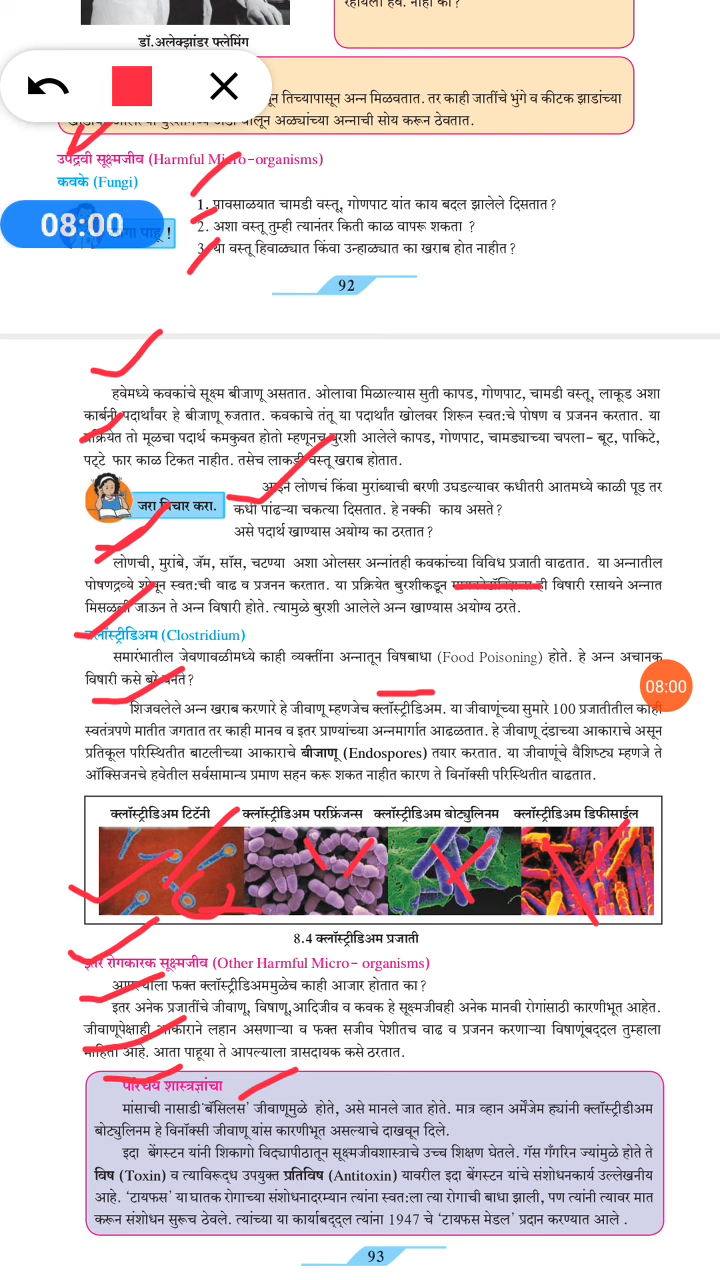 रहायला हवे. नाही का?
डॉ.अलेक्झांडर फ्लेमिंग
तिच्यापासून अन्न मिळवतात. तर काही जातींचे भुंगे व कीटक झाडांच्या
घालून अळ्यांच्या अन्नाची सोय करून ठेवतात.
उपद्रवी सूक्ष्मजीव (Harmful Micro-organisms)
कवके (Fungi)
1. पावसाळयात चामडी वस्तू, गोणपाट यांत काय बदल झालेले दिसतात?
08:00
पाहू !
2. अशा वस्तू तुम्ही त्यानंतर किती काळ वापरू शकता ?
3. या वस्तू हिवाळ्यात किंवा उन्हाळ्यात का खराब होत नाहीत?
92
हवेमध्ये कवकांचे सूक्ष्म बीजाणू असतात. ओलावा मिळाल्यास सुती कापड, गोणपाट, चामडी वस्तू, लाकूड अशा
कार्बनी पदार्थांवर हे बीजाणू रुजतात. कवकाचे तंतू या पदार्थांत खोलवर शिरून स्वत:चे पोषण व प्रजनन करतात. या
प्रक्रियेत तो मूळचा पदार्थ कमकुवत होतो म्हणूनच बुरशी आलेले कापड, गोणपाट, चामड्याच्या चपला- बूट, पाकिटे,
पट्टे फार काळ टिकत नाहीत. तसेच लाकडी वस्तू खराब होतात.
जरा विचार करा.
आईने लोणचं किंवा मुरांब्याची बरणी उघडल्यावर कधीतरी आतमध्ये काळी पूड तर
कधी पांढऱ्या चकत्या दिसतात. हे नक्की काय असते?
असे पदार्थ खाण्यास अयोग्य का ठरतात?
लोणची, मुरांबे, जॅम, सॉस, चटण्या अशा ओलसर अन्नांतही कवकांच्या विविध प्रजाती वाढतात. या अन्नातील
पोषणद्रव्ये शोषून स्वत:ची वाढ व प्रजनन करतात. या प्रक्रियेत बुरशीकडून ही विषारी रसायने अन्नात
मिसळली जाऊन ते अन्न विषारी होते. त्यामुळे बुरशी आलेले अन्न खाण्यास अयोग्य ठरते.
क्लॉस्ट्रीडिअम (Clostridium)
समारंभातील जेवणावळीमध्ये काही व्यक्तींना अन्नातून विषबाधा (Food Poisoning) होते. हे अन्न अचानक
विषारी कसे बरे बनते?
08:00
शिजवलेले अन्न खराब करणारे हे जीवाणू म्हणजेच क्लॉस्ट्रीडिअम. या जीवाणूंच्या सुमारे 100 प्रजातीतील काही
स्वतंत्रपणे मातीत जगतात तर काही मानव व इतर प्राण्यांच्या अन्नमार्गात आढळतात. हे जीवाणू दंडाच्या आकाराचे असून
प्रतिकूल परिस्थितीत बाटलीच्या आकाराचे बीजाणू (Endospores) तयार करतात. या जीवाणूंचे वैशिष्ट्य म्हणजे ते
ऑक्सिजनचे हवेतील सर्वसामान्य प्रमाण सहन करू शकत नाहीत कारण ते विनॉक्सी परिस्थितीत वाढतात.
क्लॉस्ट्रीडिअम टिटॅनी क्लॉस्ट्रीडिअम परफ्रिंजन्स क्लॉस्ट्रीडिअम बोट्युलिनम क्लॉस्ट्रीडिअम डिफीसाईल
8.4 क्लॉस्ट्रीडिअम प्रजाती
इतर रोगकारक सूक्ष्मजीव (Other Harmful Micro- organisms)
आपल्याला फक्त क्लॉस्ट्रीडिअममुळेच काही आजार होतात का?
इतर अनेक प्रजातींचे जीवाणू, विषाणू,आदिजीव व कवक हे सूक्ष्मजीवही अनेक मानवी रोगांसाठी कारणीभूत आहेत.
जीवाणूपेक्षाही आकाराने लहान असणाऱ्या व फक्त सजीव पेशीतच वाढ व प्रजनन करणाऱ्या विषाणूंबद्दल तुम्हाला
माहिती आहे. आता पाहूया ते आपल्याला त्रासदायक कसे ठरतात.
परिचय शास्त्रज्ञांचा
मांसाची नासाडी'बॅसिलस' जीवाणूमुळे होते, असे मानले जात होते. मात्र व्हान अर्मेंजेम ह्यांनी क्लॉस्ट्रीडीअम
बोट्युलिनम हे विनॉक्सी जीवाणू यांस कारणीभूत असल्याचे दाखवून दिले.
इदा बेंगस्टन यांनी शिकागो विद्यापीठातून सूक्ष्मजीवशास्त्राचे उच्च शिक्षण घेतले. गॅस गँगरिन ज्यांमुळे होते ते
विष (Toxin) व त्याविरूद्ध उपयुक्त प्रतिविष (Antitoxin) यावरील इदा बेंगस्टन यांचे संशोधनकार्य उल्लेखनीय
आहे. 'टायफस' या घातक रोगाच्या संशोधनादरम्यान त्यांना स्वत:ला त्या रोगाची बाधा झाली, पण त्यांनी त्यावर मात
करून संशोधन सुरूच ठेवले. त्यांच्या या कार्याबद्द्ल त्यांना 1947 चे 'टायफस मेडल' प्रदान करण्यात आले .
93